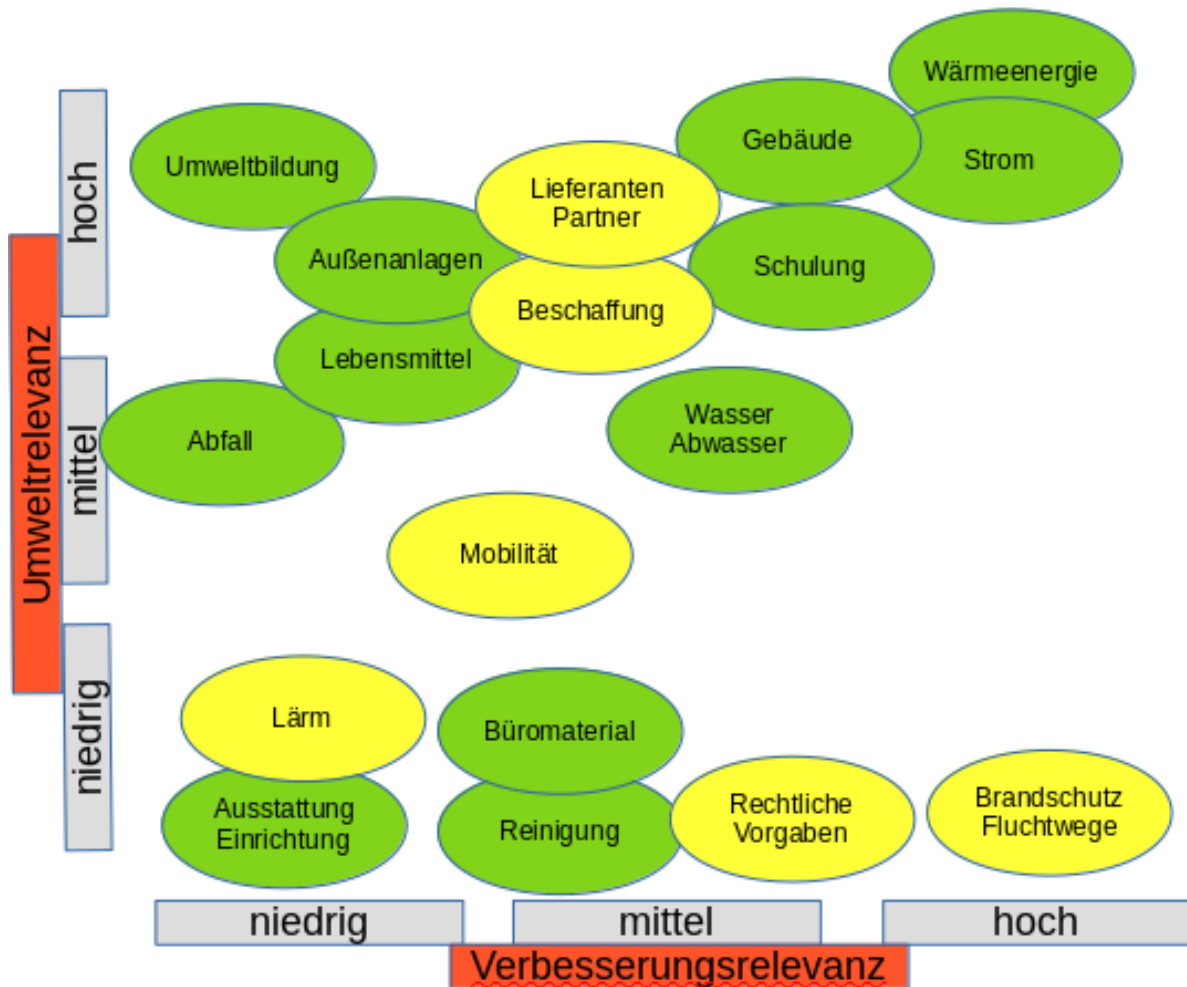 Wärmeenergie
Gebäude
Strom
Umweltbildung
Lieferanten
Partner
Außenanlagen
Schulung
Beschaffung
Lebensmittel
Abfall
Wasser
Abwasser
Mobilität
Lärm
Büromaterial
Ausstattung
Einrichtung
Reinigung
Rechtliche
Vorgaben
Brandschutz
Fluchtwege
hoch
mittel
niedrig
Umweltrelevanz
niedrig
mittel
hoch
Verbesserungsrelevanz